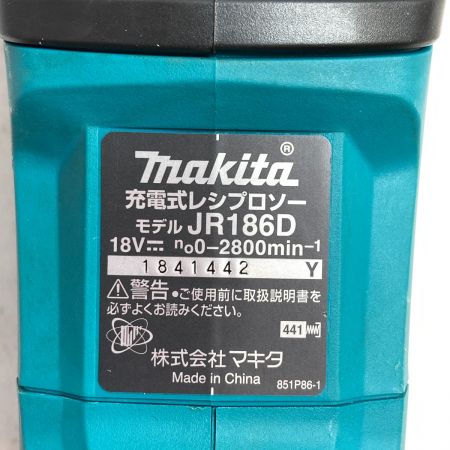 makita®
充電式レシプロソー
モデル JR186D
18V⎓ n₀0-2800min⁻¹
1841442 Y
⚠警告 •ご使用前に取扱説明書を
必ずよくお読みください。
441
株式会社 マキタ
Made in China
851P86-1